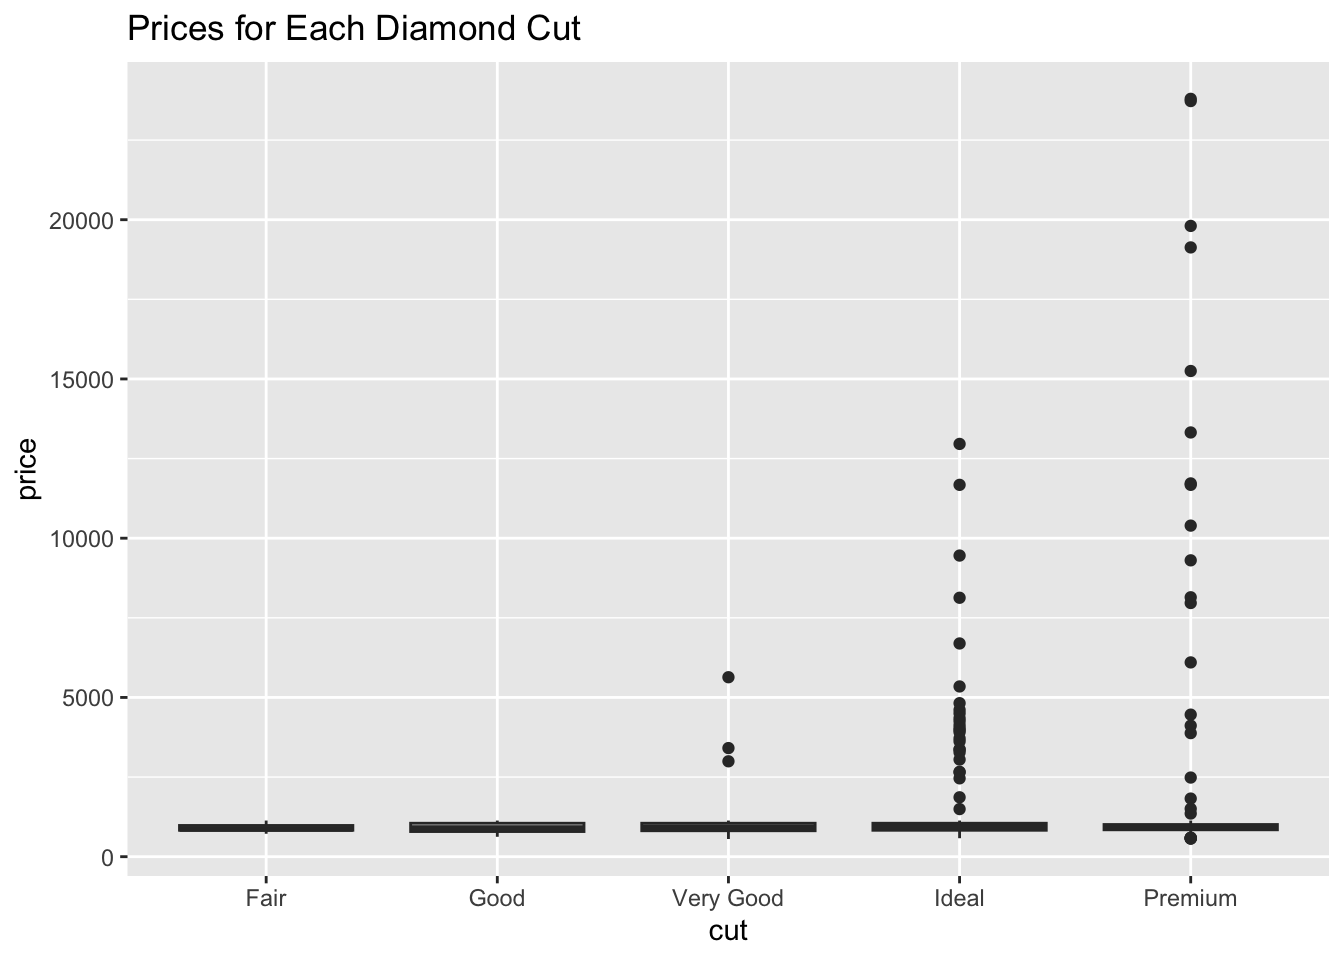 Prices for Each Diamond Cut
price
20000
15000
10000
5000
0
Fair Good Very Good Ideal Premium
cut